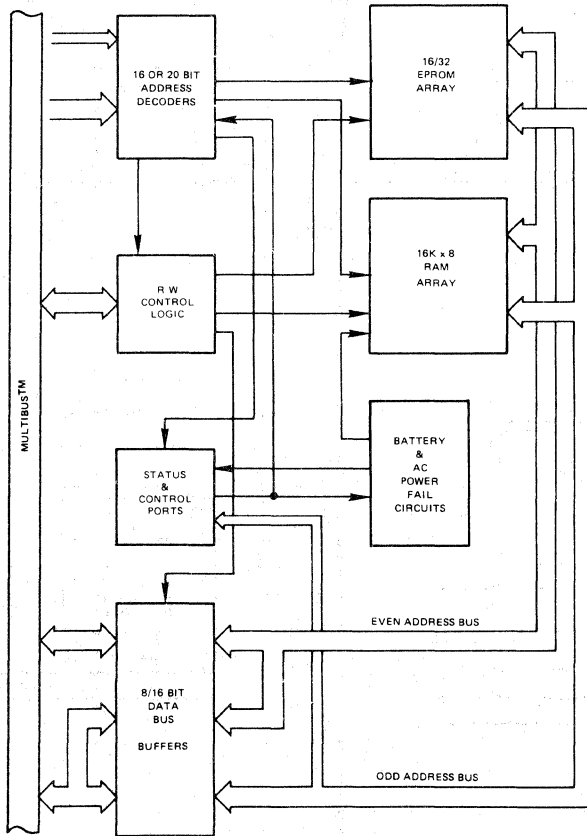 MULTIBUS™
16 OR 20 BIT
ADDRESS
DECODERS
16/32
EPROM
ARRAY
R W
CONTROL
LOGIC
16K x 8
RAM
ARRAY
STATUS
&
CONTROL
PORTS
BATTERY
&
AC
POWER
FAIL
CIRCUITS
8/16 BIT
DATA
BUS
BUFFERS
EVEN ADDRESS BUS
ODD ADDRESS BUS